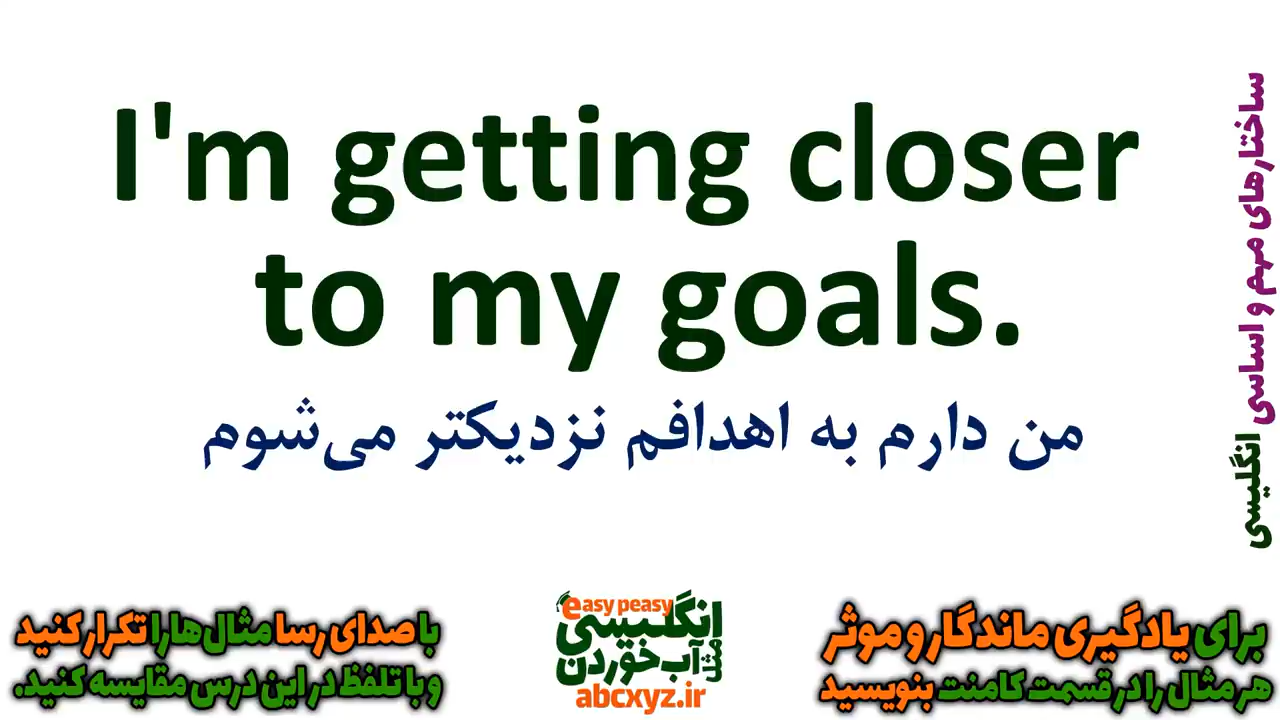 I'm getting closer
to my goals.
من دارم به اهدافم نزدیکتر می‌شوم
ساختارهای مهم و اساسی انگلیسی
با صدای رسا مثال‌ها را تکرار کنید
و با تلفظ در این درس مقایسه کنید.
easy peasy
انگلیسی
مثل
آب خوردن
abcxyz.ir
برای یادگیری ماندگار و موثر
هر مثال را در قسمت کامنت بنویسید